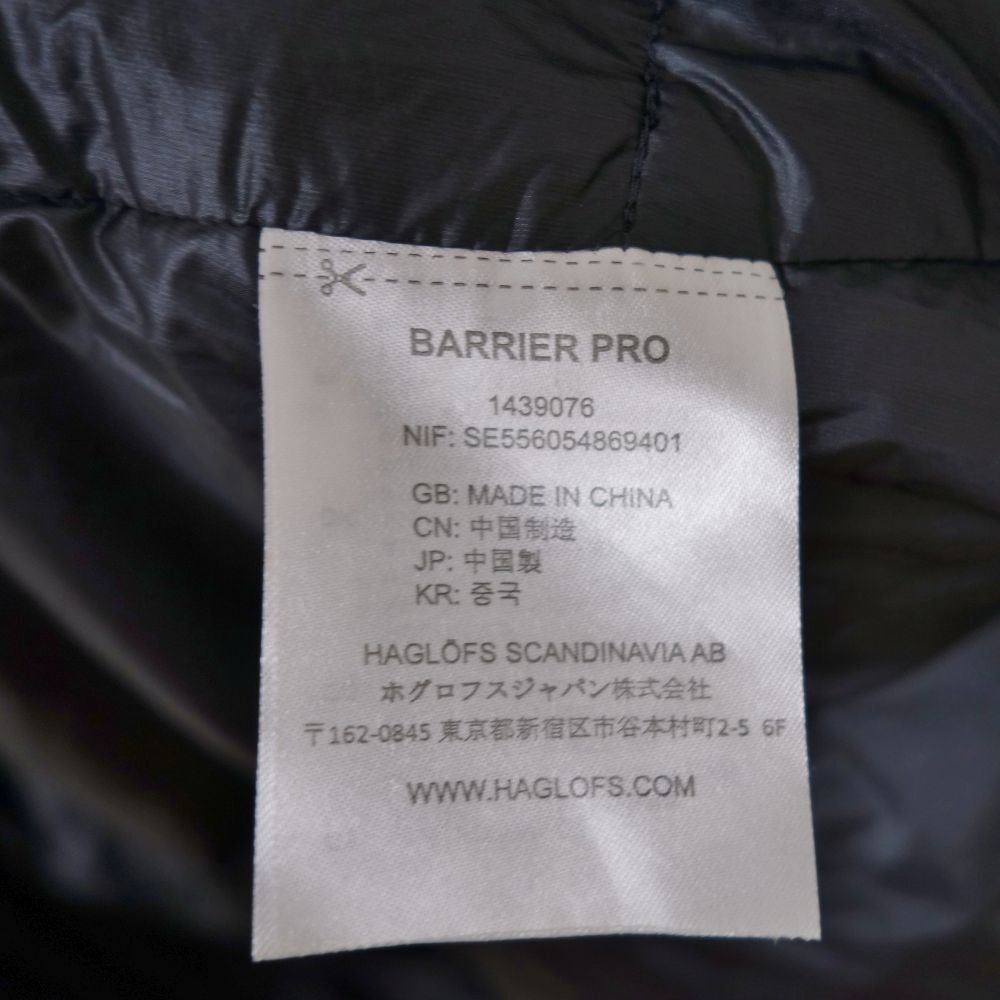 BARRIER PRO
1439076
NIF: SE556054869401
GB: MADE IN CHINA
CN: 中国制造
JP: 中国製
KR: 중국
HAGLÖFS SCANDINAVIA AB
ホグロフスジャパン株式会社
〒162-0845 東京都新宿区市谷本村町2-5 6F
WWW.HAGLOFS.COM